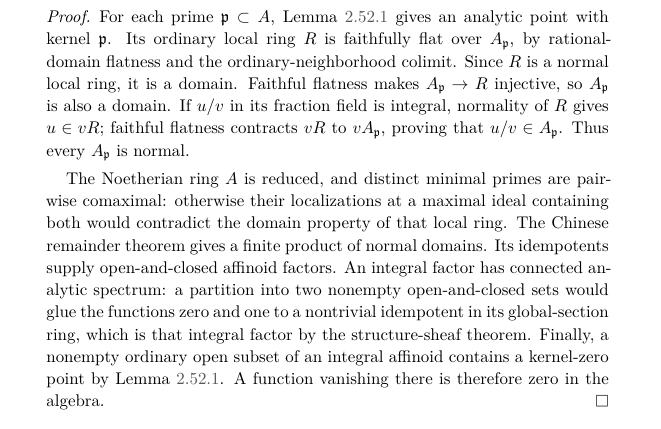 Proof. For each prime 𝔭 ⊂ A, Lemma 2.52.1 gives an analytic point with
kernel 𝔭. Its ordinary local ring R is faithfully flat over A_𝔭, by rational-
domain flatness and the ordinary-neighborhood colimit. Since R is a normal
local ring, it is a domain. Faithful flatness makes A_𝔭 → R injective, so A_𝔭
is also a domain. If u/v in its fraction field is integral, normality of R gives
u ∈ vR; faithful flatness contracts vR to vA_𝔭, proving that u/v ∈ A_𝔭. Thus
every A_𝔭 is normal.
The Noetherian ring A is reduced, and distinct minimal primes are pair-
wise comaximal: otherwise their localizations at a maximal ideal containing
both would contradict the domain property of that local ring. The Chinese
remainder theorem gives a finite product of normal domains. Its idempotents
supply open-and-closed affinoid factors. An integral factor has connected an-
alytic spectrum: a partition into two nonempty open-and-closed sets would
glue the functions zero and one to a nontrivial idempotent in its global-section
ring, which is that integral factor by the structure-sheaf theorem. Finally, a
nonempty ordinary open subset of an integral affinoid contains a kernel-zero
point by Lemma 2.52.1. A function vanishing there is therefore zero in the
algebra. □